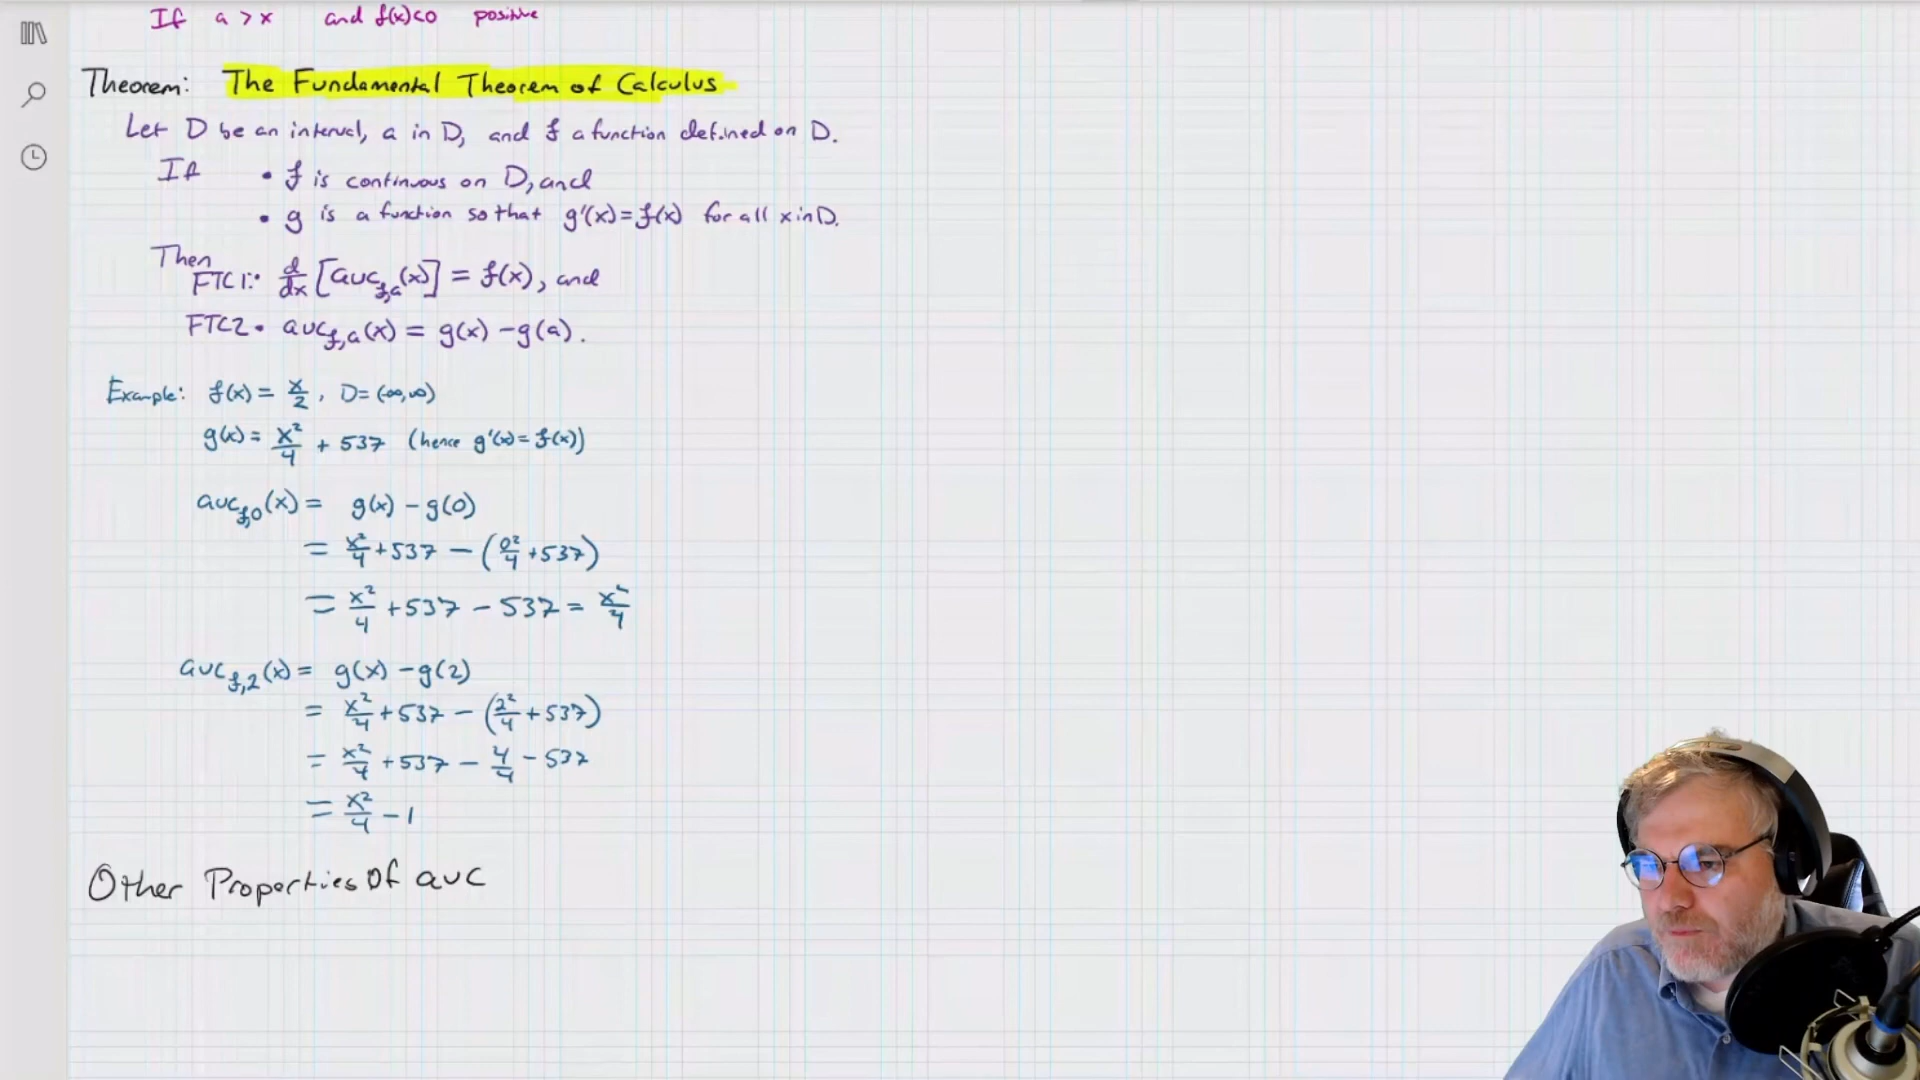 If a > x and f(x)<0 positive
Theorem: The Fundamental Theorem of Calculus
Let D be an interval, a in D, and f a function defined on D.
If • f is continuous on D, and
• g is a function so that g'(x)=f(x) for all x in D.
Then
FTC1: • d/dx [auc_{f,a}(x)] = f(x), and
FTC2 • auc_{f,a}(x) = g(x) - g(a).
Example: f(x) = x/2, D = (-∞,∞)
g(x) = x²/4 + 537 (hence g'(x) = f(x))
auc_{f,0}(x) = g(x) - g(0)
= x²/4 + 537 - (0²/4 + 537)
= x²/4 + 537 - 537 = x²/4
auc_{f,2}(x) = g(x) - g(2)
= x²/4 + 537 - (2²/4 + 537)
= x²/4 + 537 - 4/4 - 537
= x²/4 - 1
Other Properties Of auc